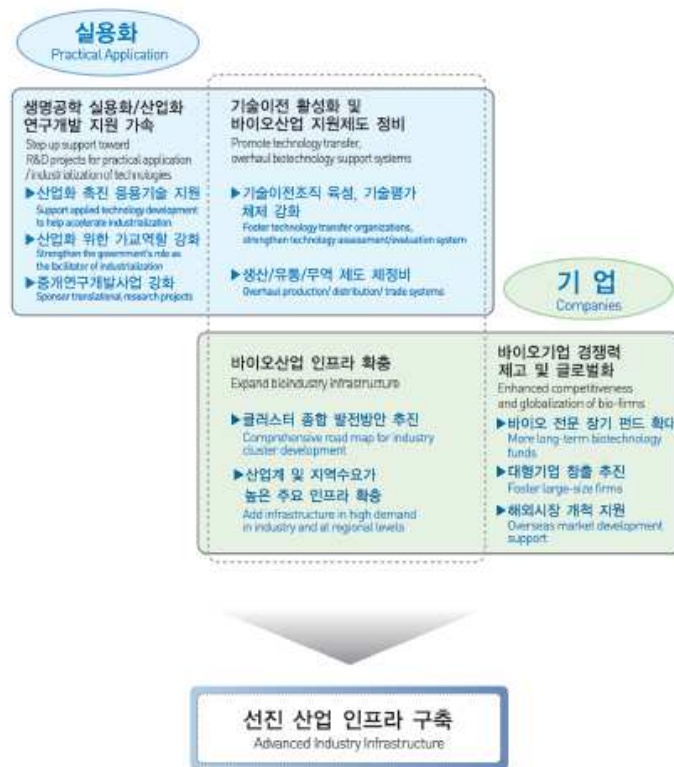 실용화
Practical Application
생명공학 실용화/산업화
연구개발 지원 가속
Step up support toward
R&D projects for practical application
/industrialization of technologies
▶산업화 촉진 응용기술 지원
Support applied technology development
to help accelerate industrialization
▶산업화 위한 가교역할 강화
Strengthen the government's role as
the facilitator of industrialization
▶중개연구개발사업 강화
Sponsor translational research projects
기술이전 활성화 및
바이오산업 지원제도 정비
Promote technology transfer,
overhaul biotechnology support systems
▶기술이전조직 육성, 기술평가
체제 강화
Foster technology transfer organizations,
strengthen technology assessment/evaluation system
▶생산/유통/무역 제도 재정비
Overhaul production/ distribution/ trade systems
기 업
Companies
바이오산업 인프라 확충
Expand bioindustry infrastructure
▶클러스터 종합 발전방안 추진
Comprehensive road map for industry
cluster development
▶산업계 및 지역수요가
높은 주요 인프라 확충
Add infrastructure in high demand
in industry and at regional levels
바이오기업 경쟁력
제고 및 글로벌화
Enhanced competitiveness
and globalization of bio-firms
▶바이오 전문 장기 펀드 확대
More long-term biotechnology
funds
▶대형기업 창출 추진
Foster large-size firms
▶해외시장 개척 지원
Overseas market development
support
선진 산업 인프라 구축
Advanced Industry Infrastructure